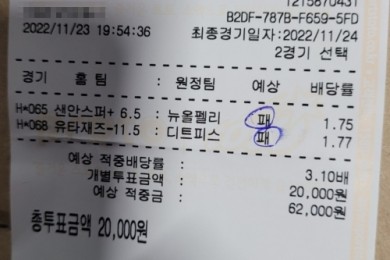 1215870431
B2DF-787B-F659-5FD
2022/11/23 19:54:36 최종경기일자:2022/11/24
2경기 선택
경기 홈 팀 : 원정팀 예상 배당률
H*065 샌안스퍼+ 6.5 : 뉴올펠리 패 1.75
H*068 유타재즈-11.5 : 디트피스 패 1.77
예상 적중배당률 : 3.10배
개별투표금액 : 20,000원
예상 적중금 : 62,000원
총투표금액 20,000원